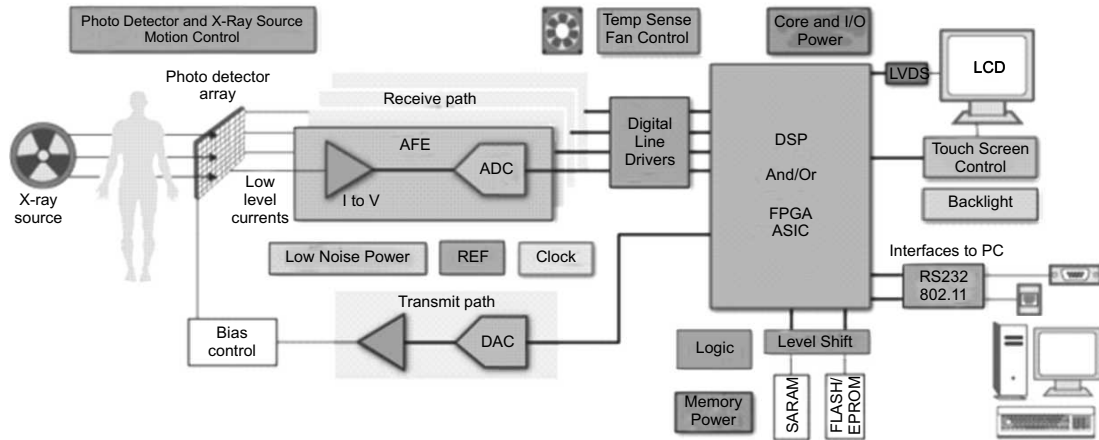 Photo Detector and X-Ray Source
Motion Control
Temp Sense
Fan Control
Core and I/O
Power
Photo detector
array
Receive path
AFE
ADC
I to V
Low
level
currents
X-ray
source
Digital
Line
Drivers
DSP
And/Or
FPGA
ASIC
LVDS
LCD
Touch Screen
Control
Backlight
Interfaces to PC
RS232
802.11
Low Noise Power
REF
Clock
Transmit path
DAC
Bias
control
Logic
Level Shift
Memory
Power
SARAM
FLASH/
EPROM